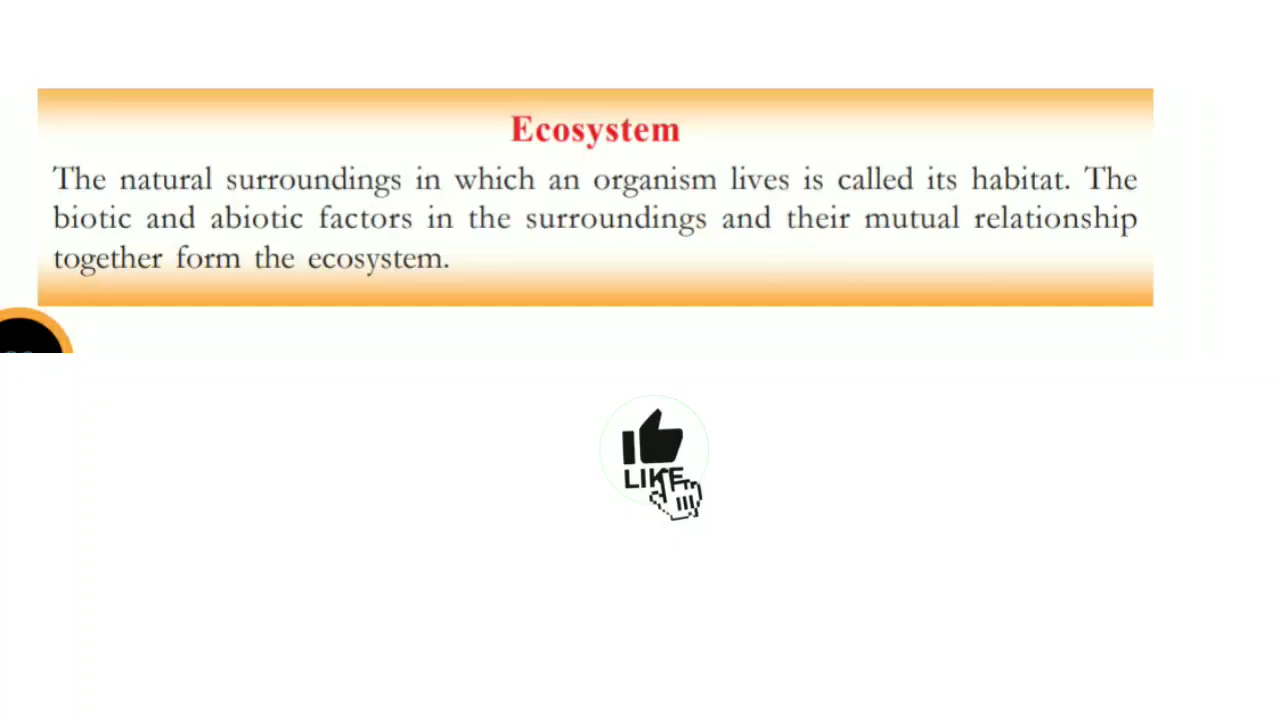 Ecosystem
The natural surroundings in which an organism lives is called its habitat. The
biotic and abiotic factors in the surroundings and their mutual relationship
together form the ecosystem.
LIKE